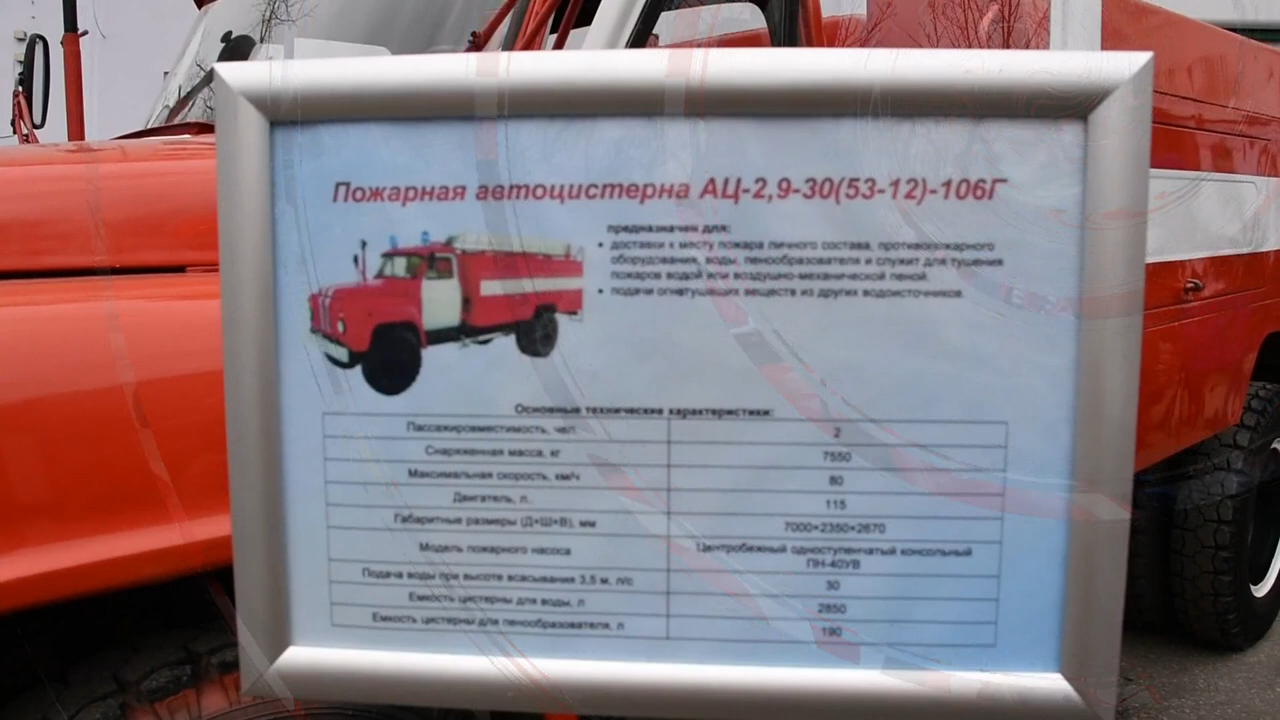 Пожарная автоцистерна АЦ-2,9-30(53-12)-106Г
предназначен для:
• доставки к месту пожара личного состава, противопожарного
оборудования, воды, пенообразователя и служит для тушения
пожаров водой или воздушно-механической пеной.
• подачи огнетушащих веществ из других водоисточников.
Основные технические характеристики:
Пассажировместимость, чел. 2
Снаряженная масса, кг 7550
Максимальная скорость, км/ч 80
Двигатель, л. 115
Габаритные размеры (Д×Ш×В), мм 7000×2350×2670
Модель пожарного насоса Центробежный одноступенчатый консольный
ПН-40УВ
Подача воды при высоте всасывания 3,5 м, л/с 30
Емкость цистерны для воды, л 2850
Емкость цистерны для пенообразователя, л 190